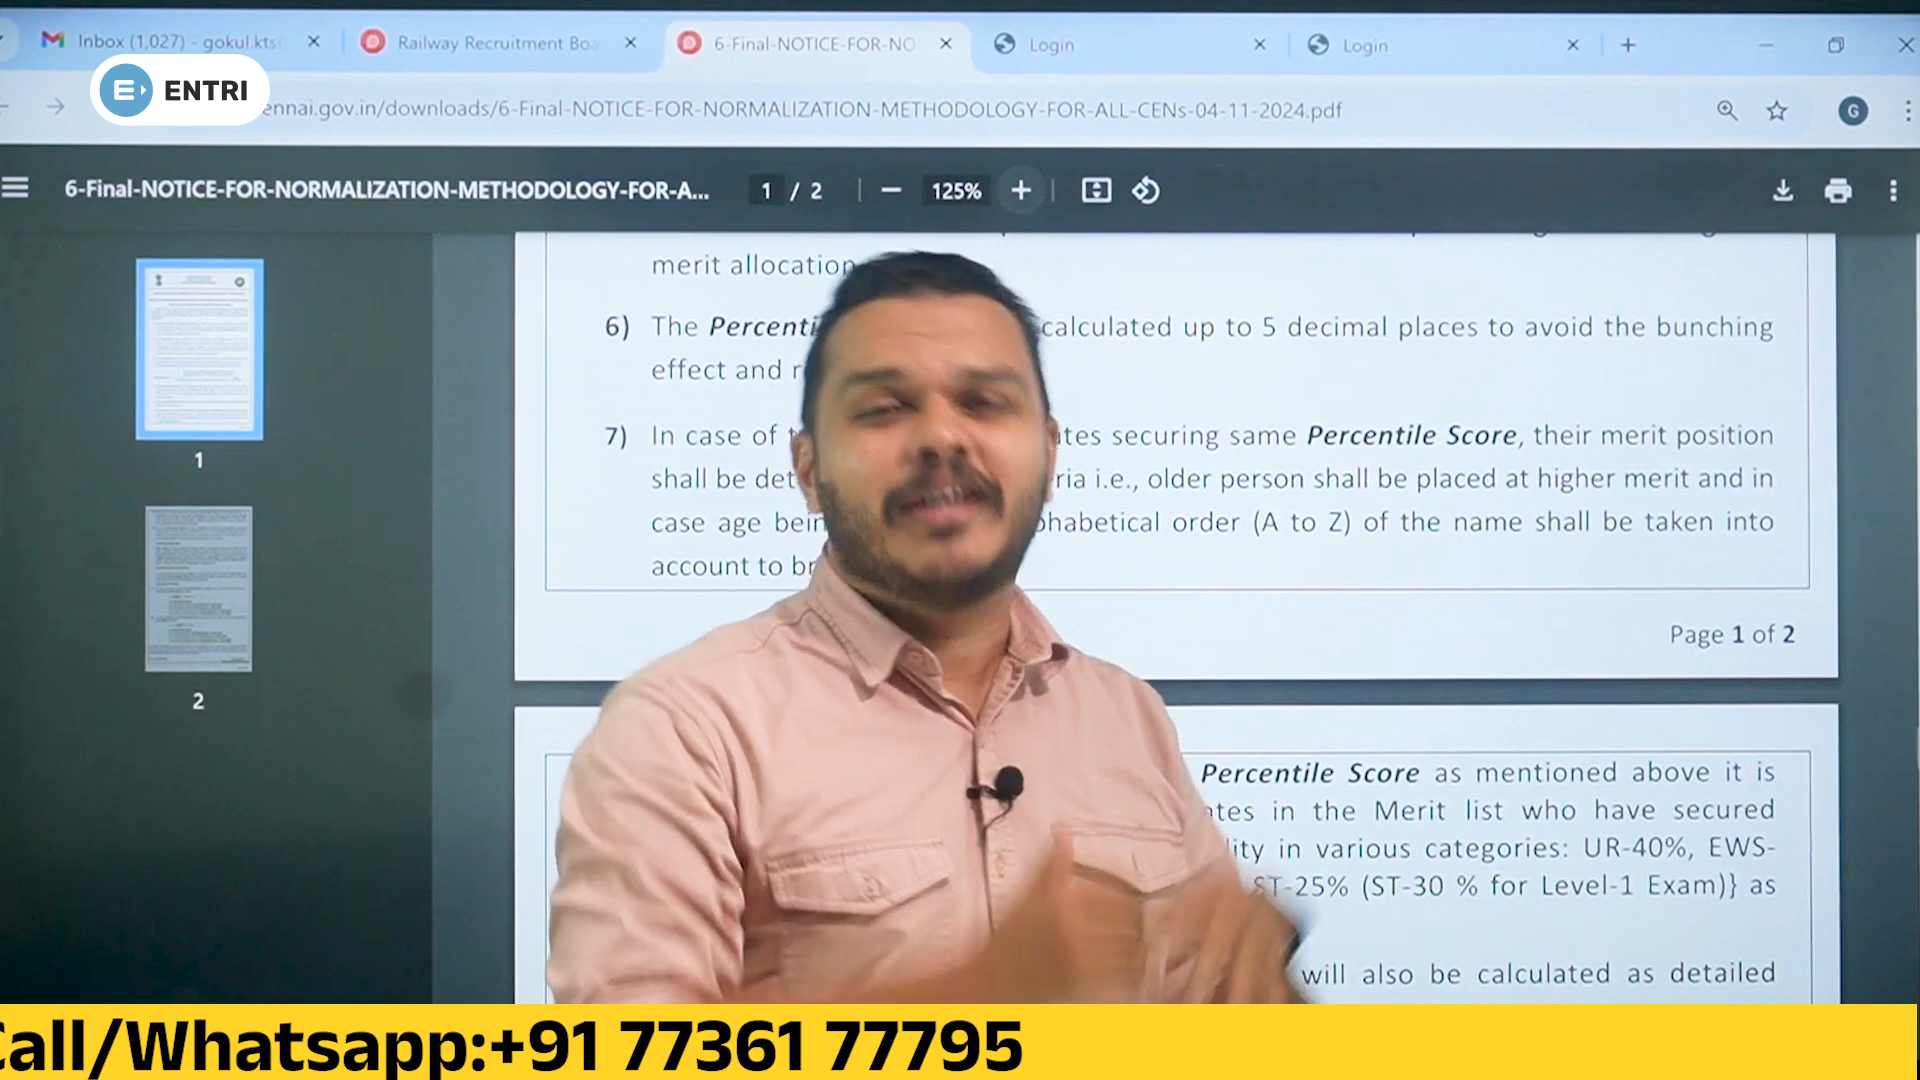 Inbox (1,027) - gokul.kts
Railway Recruitment Boa
6-Final-NOTICE-FOR-NO
Login
Login
ENTRI
ennai.gov.in/downloads/6-Final-NOTICE-FOR-NORMALIZATION-METHODOLOGY-FOR-ALL-CENs-04-11-2024.pdf
G
6-Final-NOTICE-FOR-NORMALIZATION-METHODOLOGY-FOR-A...
1 / 2
125%
merit allocation
6) The Percenti calculated up to 5 decimal places to avoid the bunching
effect and r
7) In case of t ates securing same Percentile Score, their merit position
shall be det ria i.e., older person shall be placed at higher merit and in
case age bein phabetical order (A to Z) of the name shall be taken into
account to br
Page 1 of 2
1
2
Percentile Score as mentioned above it is
ates in the Merit list who have secured
ility in various categories: UR-40%, EWS-
ST-25% (ST-30 % for Level-1 Exam)} as
will also be calculated as detailed
Call/Whatsapp:+91 77361 77795